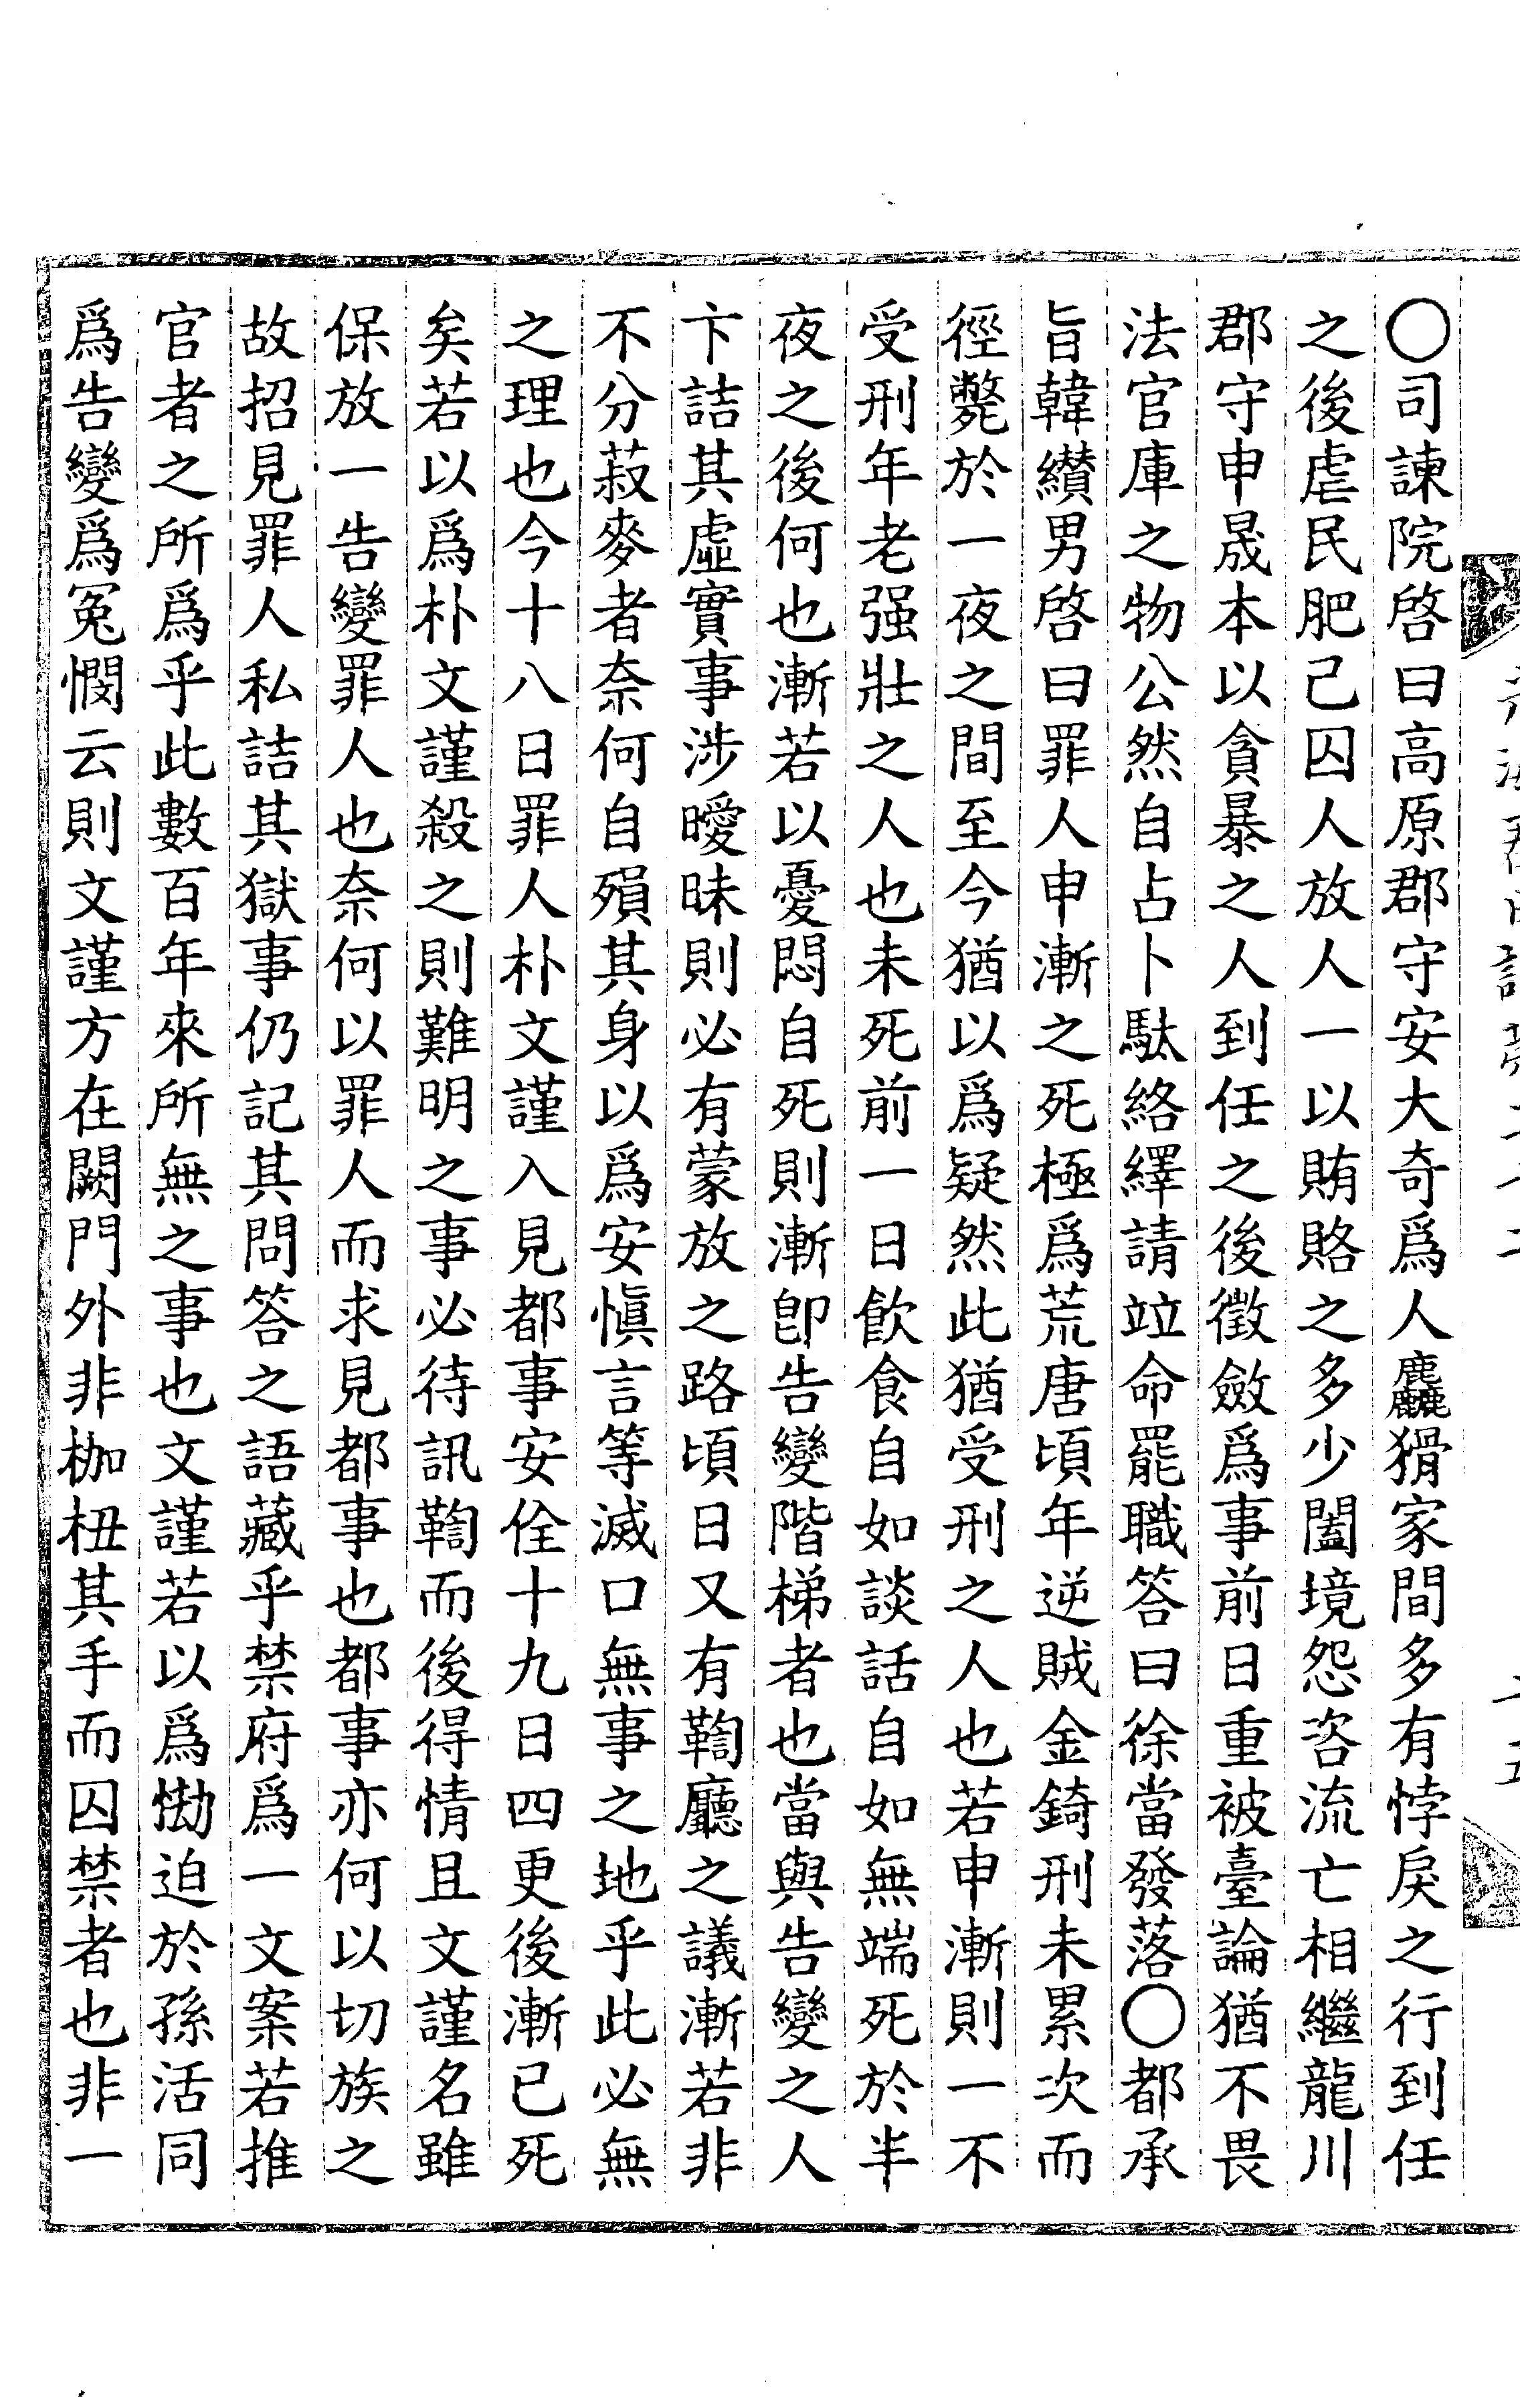 〇司諫院啓曰高原郡守安大奇爲人麤猾家間多有悖戾之行到任
之後虐民肥己囚人放人一以賄賂之多少闔境怨咨流亡相繼龍川
郡守申晟本以貪暴之人到任之後徵斂爲事前日重被臺論猶不畏
法官庫之物公然自占卜駄絡繹請竝命罷職答曰徐當發落〇都承
旨韓纉男啓曰罪人申漸之死極爲荒唐頃年逆賊金錡刑未累次而
徑斃於一夜之間至今猶以爲疑然此猶受刑之人也若申漸則一不
受刑年老强壯之人也未死前一日飮食自如談話自如無端死於半
夜之後何也漸若以憂悶自死則漸卽告變階梯者也當與告變之人
卞詰其虛實事涉曖昧則必有蒙放之路頃日又有鞫廳之議漸若非
不分菽麥者奈何自殞其身以爲安愼言等滅口無事之地乎此必無
之理也今十八日罪人朴文謹入見都事安佺十九日四更後漸已死
矣若以爲朴文謹殺之則難明之事必待訊鞫而後得情且文謹名雖
保放一告變罪人也奈何以罪人而求見都事也都事亦何以切族之
故招見罪人私詰其獄事仍記其問答之語藏乎禁府爲一文案若推
官者之所爲乎此數百年來所無之事也文謹若以爲㘦迫於孫活同
爲告變爲冤憫云則文謹方在闕門外非枷杻其手而囚禁者也非一